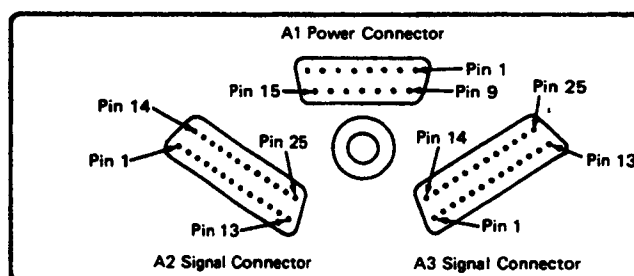 A1 Power Connector
Pin 1
Pin 15
Pin 9
Pin 14
Pin 25
Pin 1
Pin 25
Pin 14
Pin 13
Pin 13
Pin 1
A2 Signal Connector
A3 Signal Connector